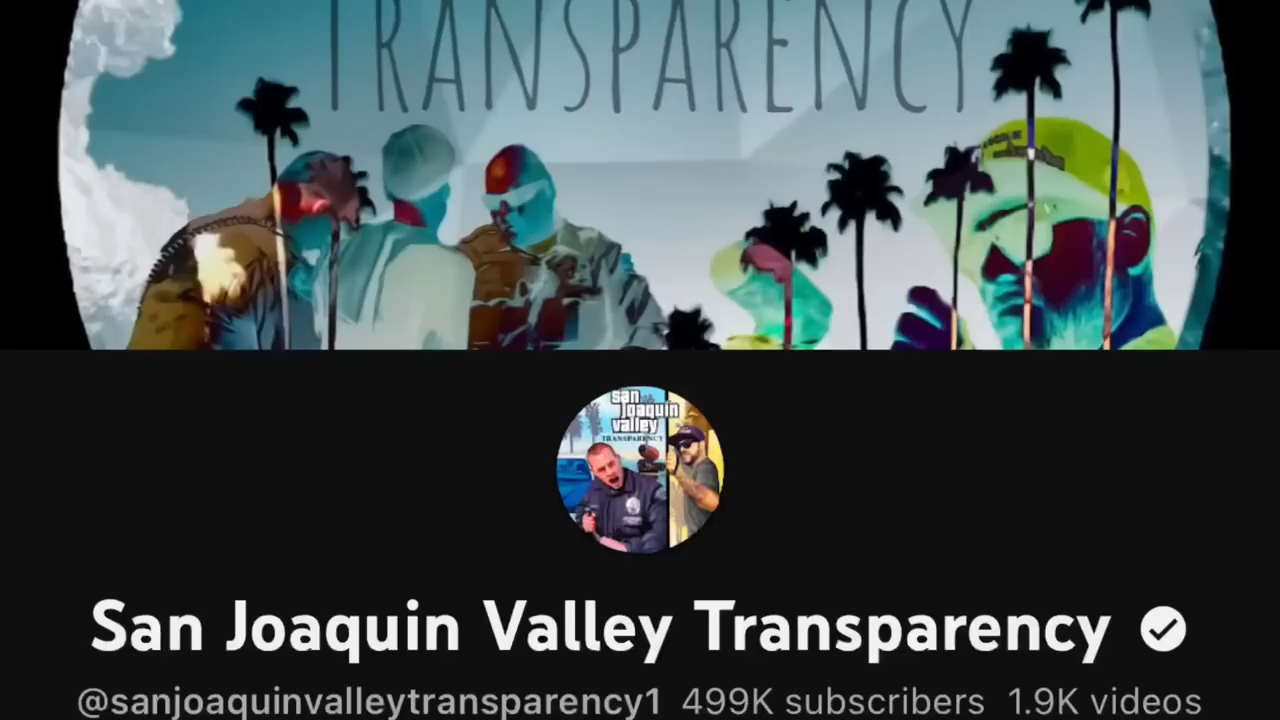 TRANSPARENCY
san
Joaquin
valley
TRANSPARENCY
San Joaquin Valley Transparency
@sanjoaquinvalleytransparency1 499K subscribers 1.9K videos